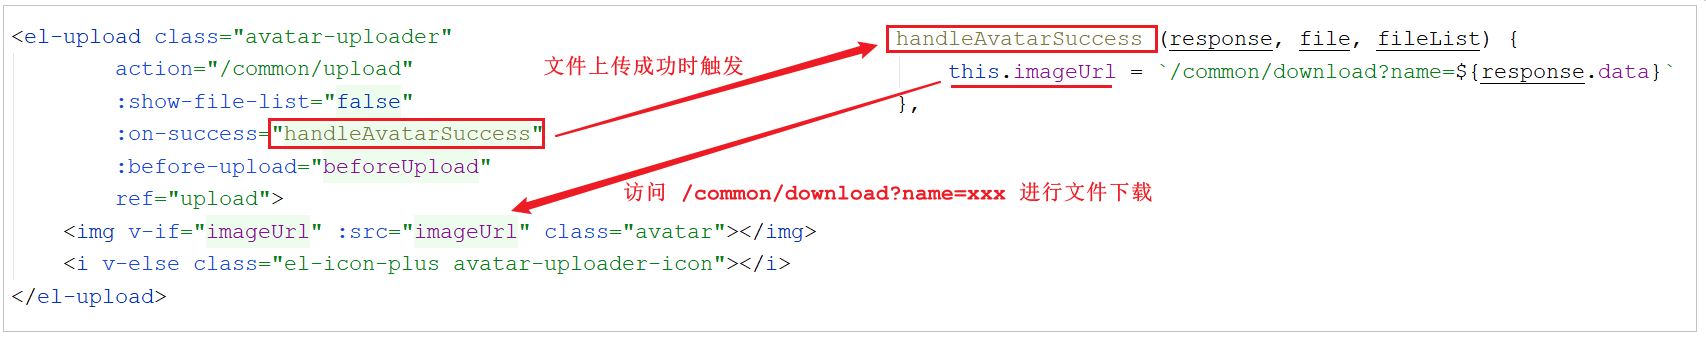 <el-upload class="avatar-uploader"
action="/common/upload"
:show-file-list="false"
:on-success="handleAvatarSuccess"
:before-upload="beforeUpload"
ref="upload">
<img v-if="imageUrl" :src="imageUrl" class="avatar"></img>
<i v-else class="el-icon-plus avatar-uploader-icon"></i>
</el-upload>
文件上传成功时触发
handleAvatarSuccess (response, file, fileList) {
this.imageUrl = `/common/download?name=${response.data}`
},
访问 /common/download?name=xxx 进行文件下载